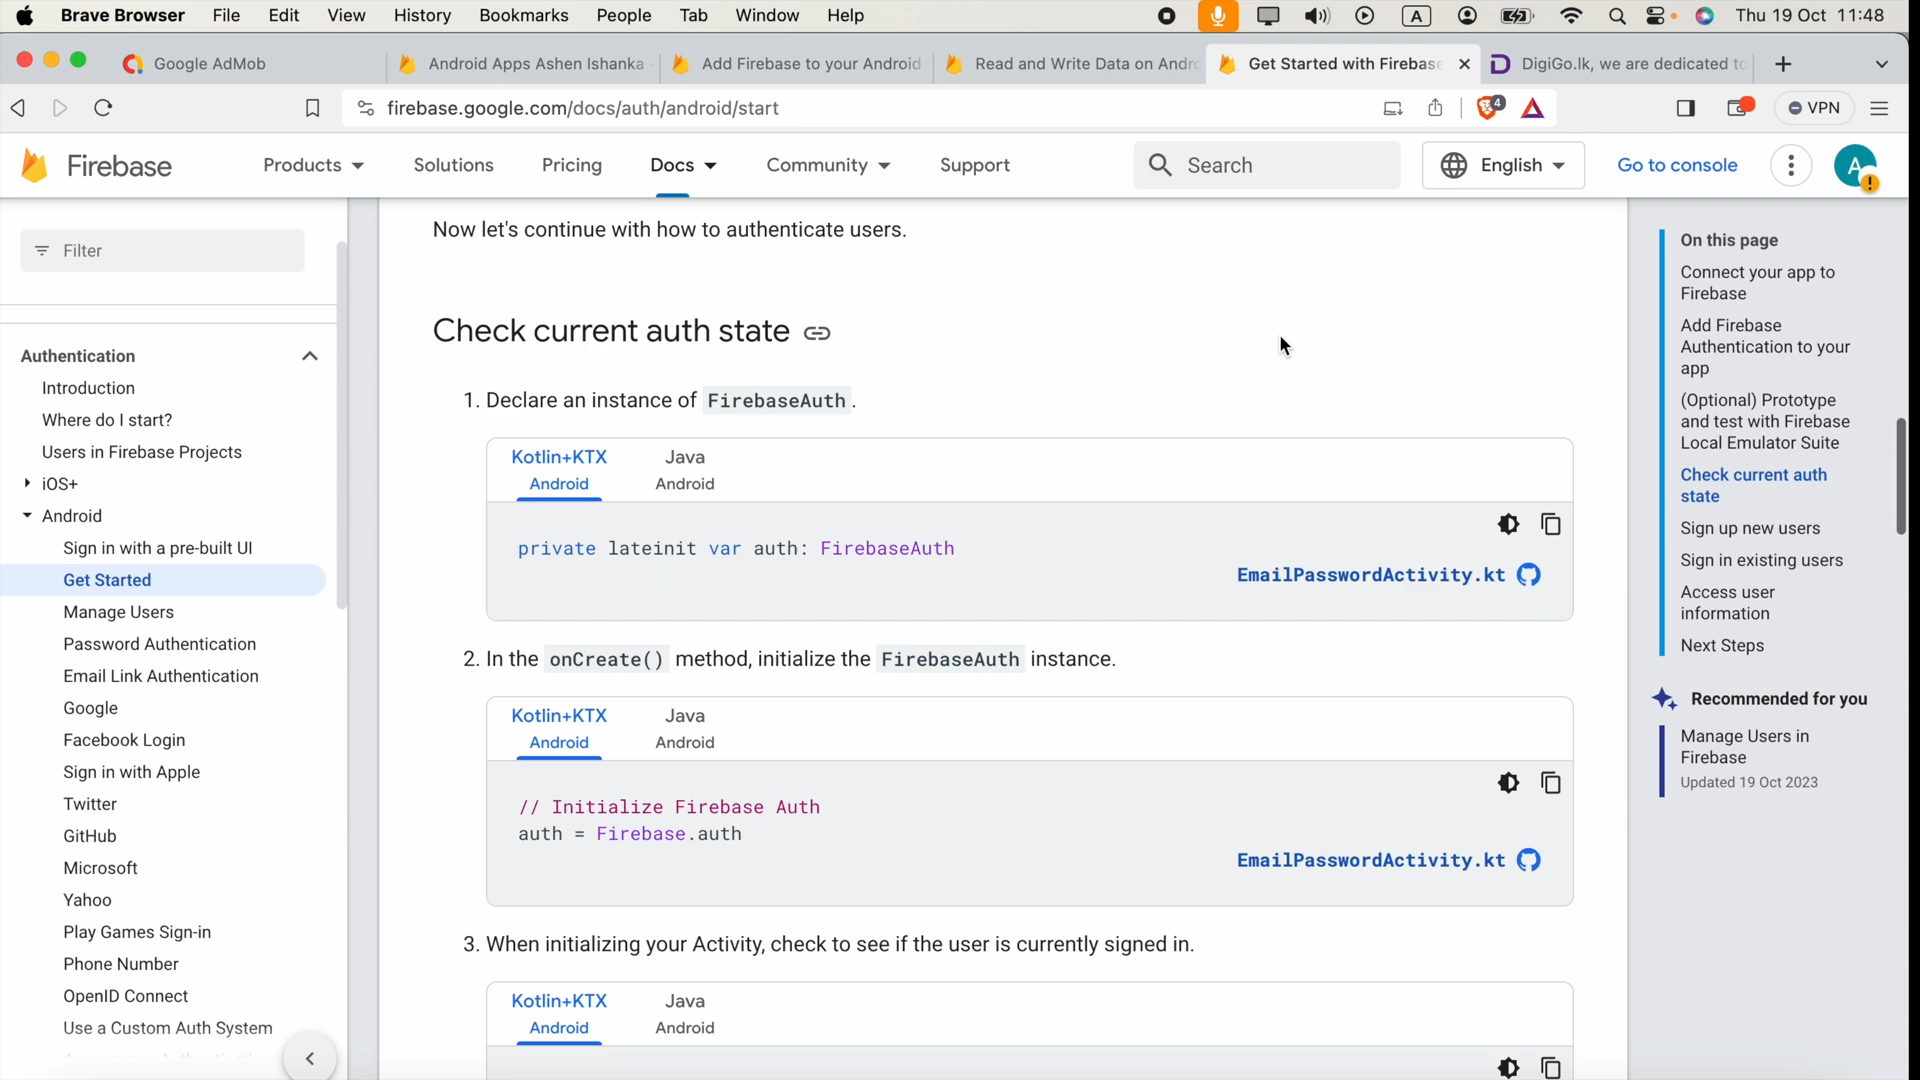 Brave Browser File Edit View History Bookmarks People Tab Window Help A Thu 19 Oct 11:48
Google AdMob Android Apps Ashen Ishanka Add Firebase to your Android Read and Write Data on Andro Get Started with Firebase DigiGo.lk, we are dedicated to
firebase.google.com/docs/auth/android/start 4 VPN
Firebase Products Solutions Pricing Docs Community Support Search English Go to console A
Filter
Authentication
Introduction
Where do I start?
Users in Firebase Projects
iOS+
Android
Sign in with a pre-built UI
Get Started
Manage Users
Password Authentication
Email Link Authentication
Google
Facebook Login
Sign in with Apple
Twitter
GitHub
Microsoft
Yahoo
Play Games Sign-in
Phone Number
OpenID Connect
Use a Custom Auth System
Now let's continue with how to authenticate users.
Check current auth state
1. Declare an instance of FirebaseAuth.
Kotlin+KTX Java
Android Android
private lateinit var auth: FirebaseAuth
EmailPasswordActivity.kt
2. In the onCreate() method, initialize the FirebaseAuth instance.
Kotlin+KTX Java
Android Android
// Initialize Firebase Auth
auth = Firebase.auth
EmailPasswordActivity.kt
3. When initializing your Activity, check to see if the user is currently signed in.
Kotlin+KTX Java
Android Android
On this page
Connect your app to
Firebase
Add Firebase
Authentication to your
app
(Optional) Prototype
and test with Firebase
Local Emulator Suite
Check current auth
state
Sign up new users
Sign in existing users
Access user
information
Next Steps
Recommended for you
Manage Users in
Firebase
Updated 19 Oct 2023